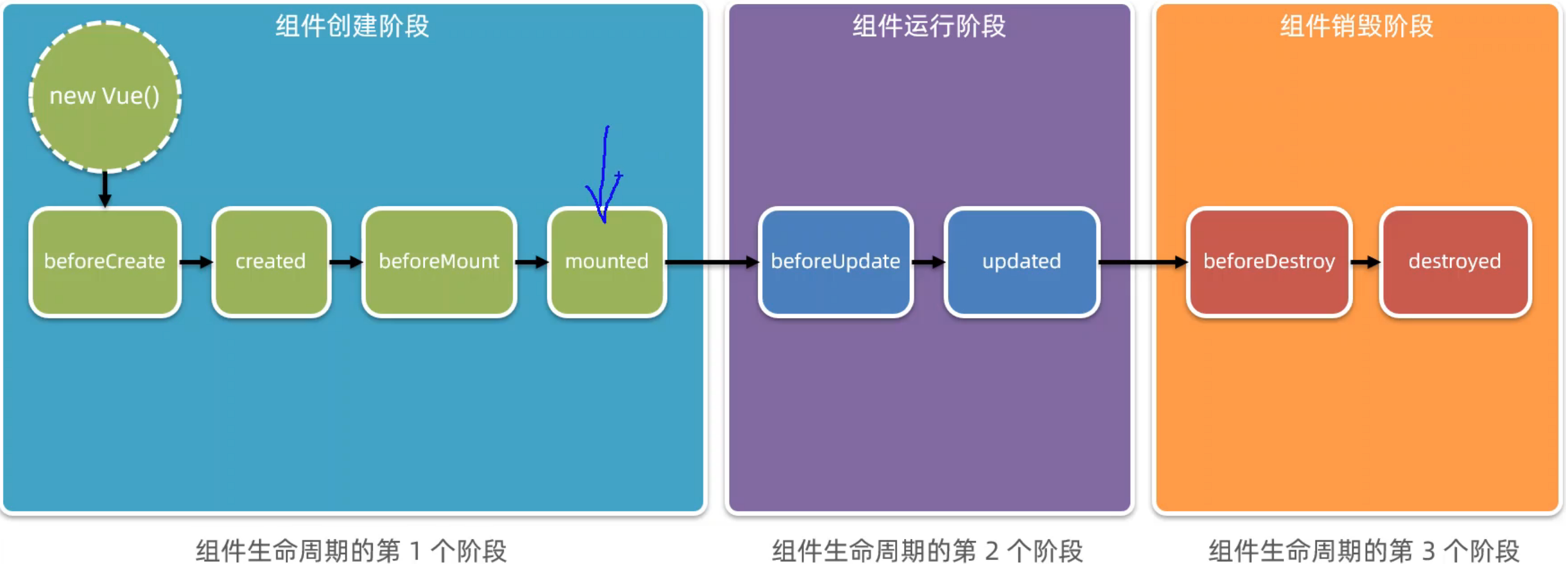 组件创建阶段
组件运行阶段
组件销毁阶段
new Vue()
beforeCreate
created
beforeMount
mounted
beforeUpdate
updated
beforeDestroy
destroyed
组件生命周期的第 1 个阶段
组件生命周期的第 2 个阶段
组件生命周期的第 3 个阶段